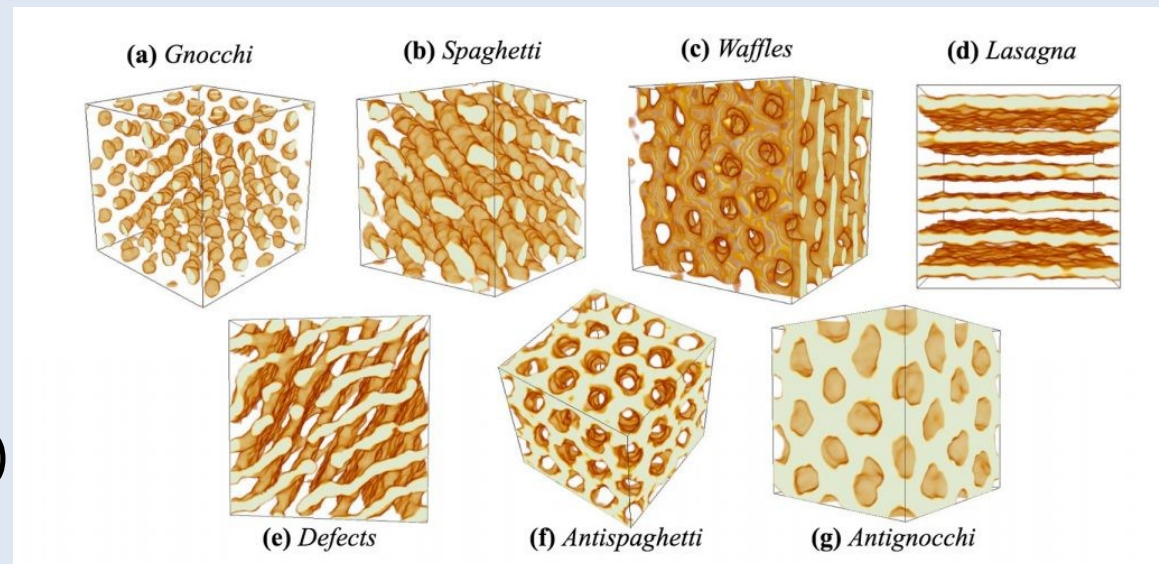 (a) Gnocchi
(b) Spaghetti
(c) Waffles
(d) Lasagna
)
(e) Defects
(f) Antispaghetti
(g) Antignocchi